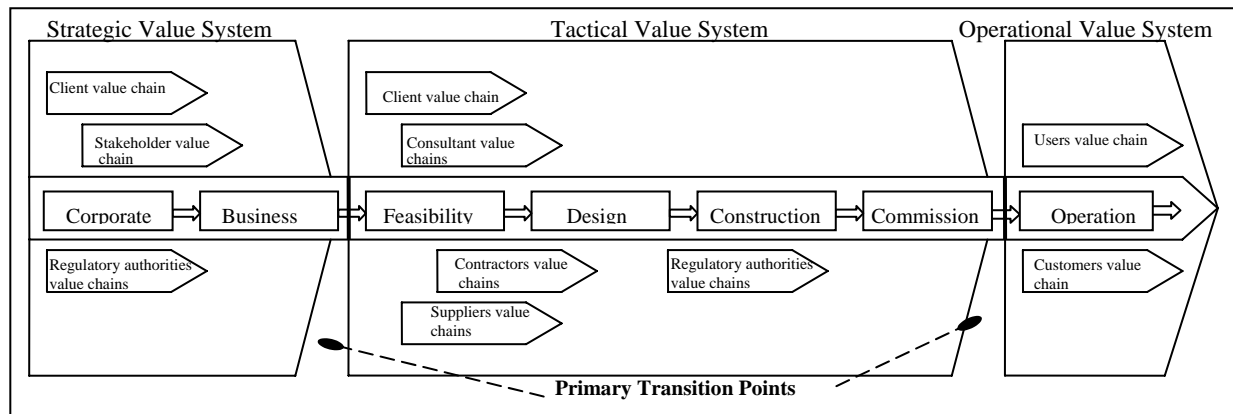 Strategic Value System
Tactical Value System
Operational Value System
Client value chain
Stakeholder value
chain
Client value chain
Consultant value
chains
Users value chain
Corporate
Business
Feasibility
Design
Construction
Commission
Operation
Regulatory authorities
value chains
Contractors value
chains
Suppliers value
chains
Regulatory authorities
value chains
Customers value
chain
Primary Transition Points